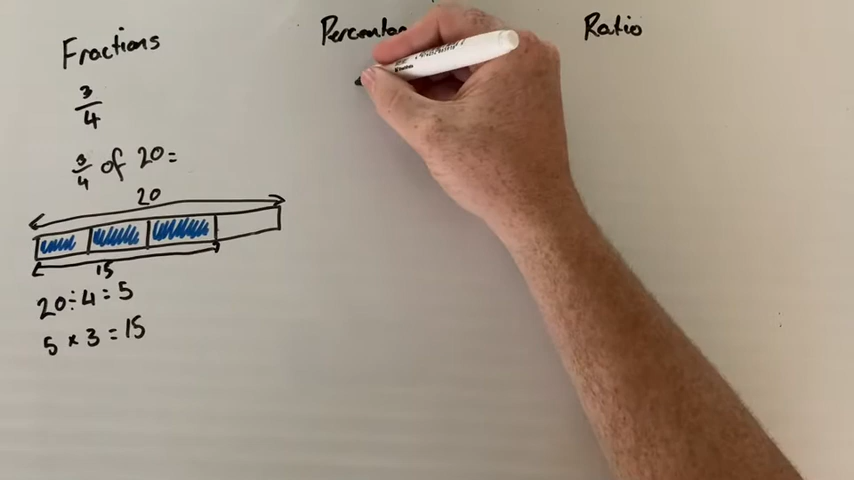 Fractions
3/4
3/4 of 20=
20
15
20÷4=5
5 × 3 = 15
Ratio